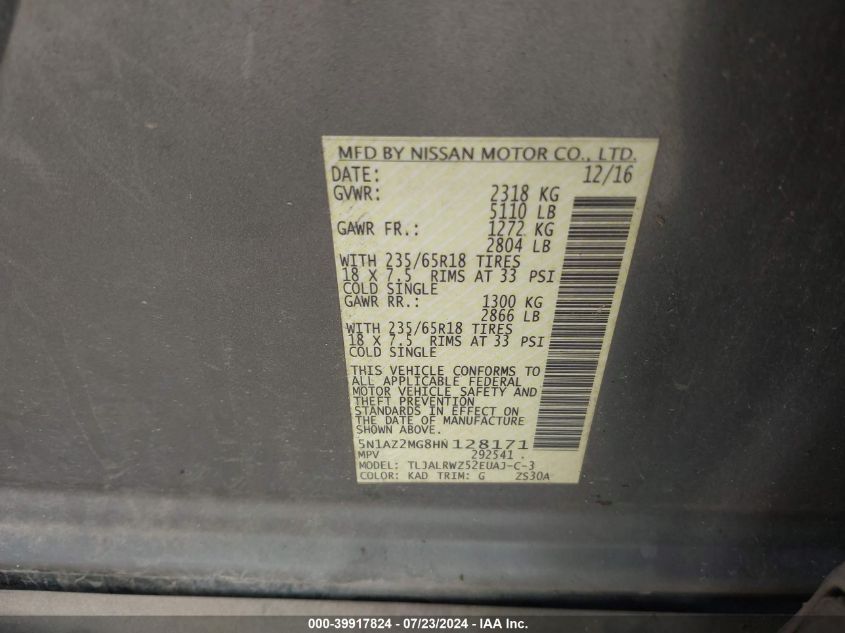 MFD BY NISSAN MOTOR CO., LTD.
DATE: 12/16
GVWR: 2318 KG
5110 LB
GAWR FR.: 1272 KG
2804 LB
WITH 235/65R18 TIRES
18 X 7.5 RIMS AT 33 PSI
COLD SINGLE
GAWR RR.: 1300 KG
2866 LB
WITH 235/65R18 TIRES
18 X 7.5 RIMS AT 33 PSI
COLD SINGLE
THIS VEHICLE CONFORMS TO
ALL APPLICABLE FEDERAL
MOTOR VEHICLE SAFETY AND
THEFT PREVENTION
STANDARDS IN EFFECT ON
THE DATE OF MANUFACTURE
SHOWN ABOVE.
5N1AZ2MG8HN128171
MPV 292541 .
MODEL: TLJALRWZ52EUAJ-C-3
COLOR: KAD TRIM: G ZS30A
000-39917824 - 07/23/2024 - IAA Inc.